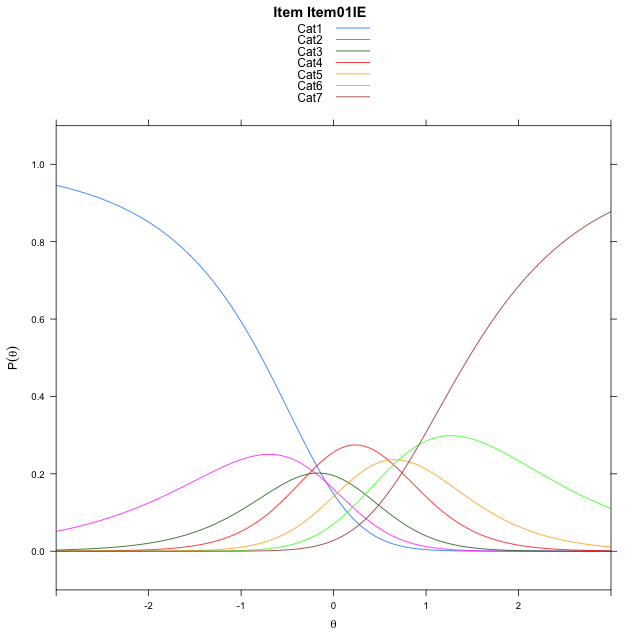 Item Item01IE
Cat1
Cat2
Cat3
Cat4
Cat5
Cat6
Cat7
1.0
0.8
0.6
0.4
0.2
0.0
P(θ)
-2 -1 0 1 2
θ